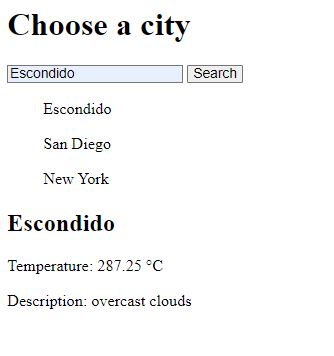 Choose a city
Escondido Search
Escondido
San Diego
New York
Escondido
Temperature: 287.25 °C
Description: overcast clouds